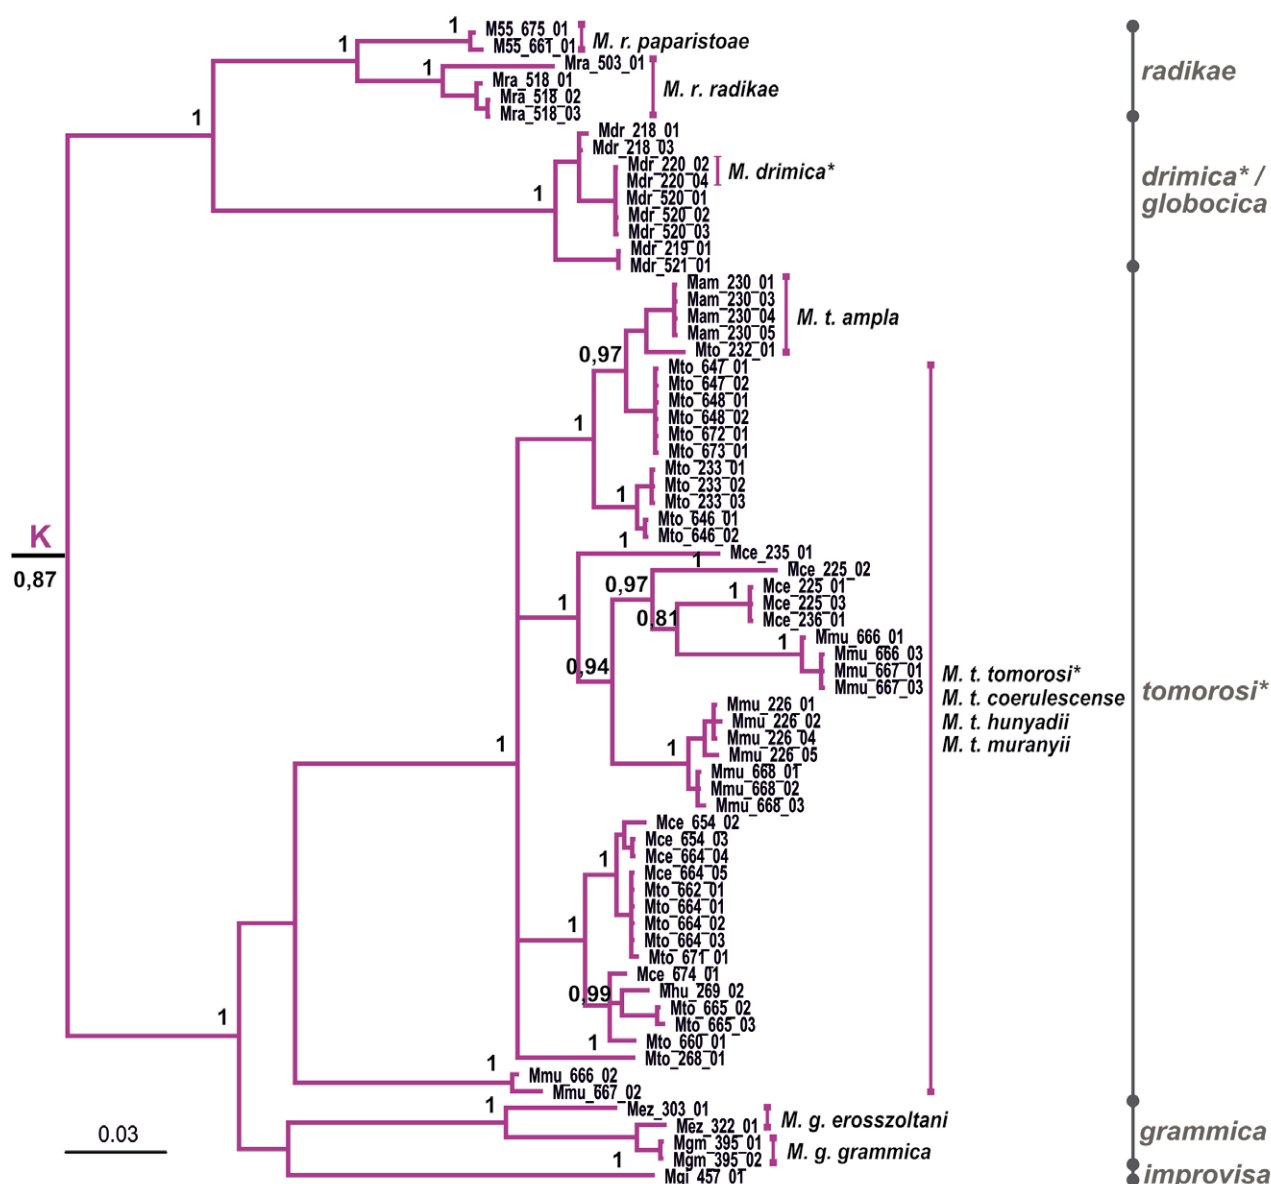 1
M55_675_01
M55_661_01
M. r. paparistoae
1
1
Mra_503_01
Mra_518_01
Mra_518_02
Mra_518_03
M. r. radikae
radikae
1
Mdr_218_01
Mdr_218_03
Mdr_220_02
Mdr_220_04
M. drimica*
Mdr_520_01
Mdr_520_02
Mdr_520_03
Mdr_219_01
Mdr_521_01
1
drimica* /
globocica
Mam_230_01
Mam_230_03
Mam_230_04
Mam_230_05
Mto_232_01
M. t. ampla
0,97
Mto_647_01
Mto_647_02
Mto_648_01
Mto_648_02
Mto_672_01
Mto_673_01
1
Mto_233_01
Mto_233_02
Mto_233_03
1
Mto_646_01
Mto_646_02
K
0,87
1
Mce_235_01
1
Mce_225_02
0,97
1
Mce_225_01
Mce_225_03
Mce_236_01
1
0,81
1
Mmu_666_01
Mmu_666_03
Mmu_667_01
Mmu_667_03
0,94
M. t. tomorosi*
M. t. coerulescense
M. t. hunyadii
M. t. muranyii
tomorosi*
Mmu_226_01
Mmu_226_02
Mmu_226_04
Mmu_226_05
1
1
Mmu_668_01
Mmu_668_02
Mmu_668_03
Mce_654_02
Mce_654_03
Mce_664_04
1
Mce_664_05
Mto_662_01
Mto_664_01
Mto_664_02
Mto_664_03
Mto_671_01
1
Mce_674_01
0,99
Mhu_269_02
Mto_665_02
Mto_665_03
1
Mto_660_01
Mto_268_01
1
1
Mmu_666_02
Mmu_667_02
1
Mez_303_01
Mez_322_01
M. g. erosszoltani
Mgm_395_01
Mgm_395_02
M. g. grammica
grammica
0.03
1
Mgi_457_01
improvisa